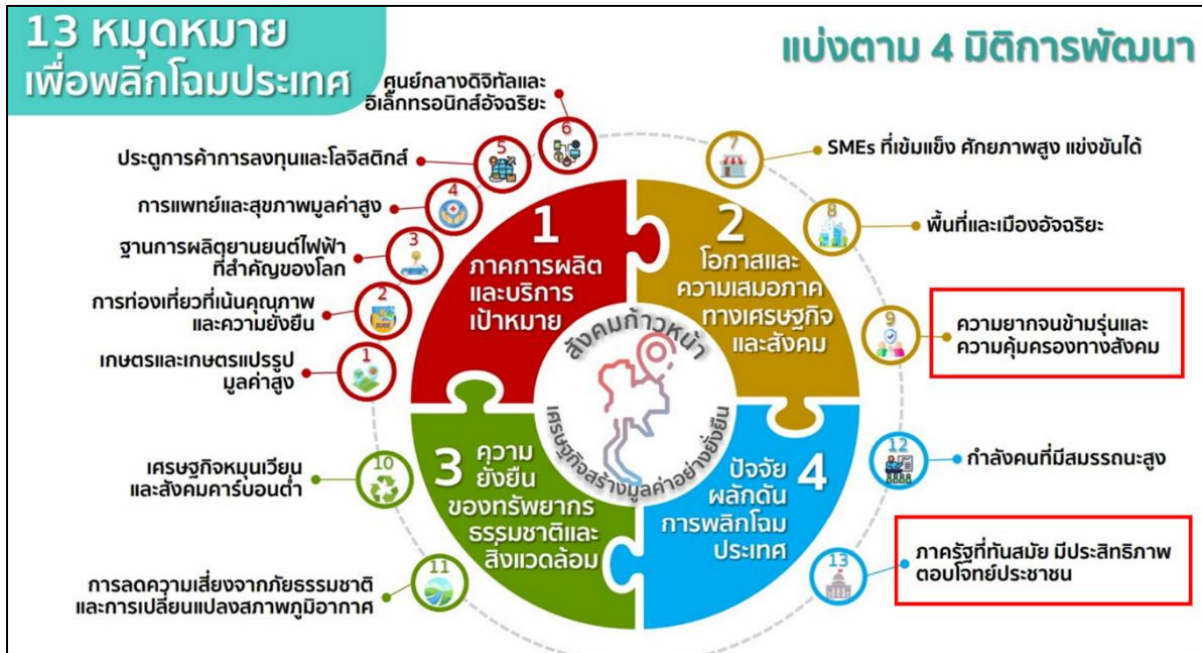 13 หมุดหมาย
เพื่อพลิกโฉมประเทศ
แบ่งตาม 4 มิติการพัฒนา
ศูนย์กลางดิจิทัลและ
อิเล็กทรอนิกส์อัจฉริยะ
6
ประตูการค้าการลงทุนและโลจิสติกส์
5
การแพทย์และสุขภาพมูลค่าสูง
4
ฐานการผลิตยานยนต์ไฟฟ้า
ที่สำคัญของโลก
3
การท่องเที่ยวที่เน้นคุณภาพ
และความยั่งยืน
2
เกษตรและเกษตรแปรรูป
มูลค่าสูง
1
1
ภาคการผลิต
และบริการ
เป้าหมาย
2
โอกาสและ
ความเสมอภาค
ทางเศรษฐกิจ
และสังคม
7
SMEs ที่เข้มแข็ง ศักยภาพสูง แข่งขันได้
8
พื้นที่และเมืองอัจฉริยะ
9
ความยากจนข้ามรุ่นและ
ความคุ้มครองทางสังคม
สังคมก้าวหน้า
เศรษฐกิจสร้างมูลค่าอย่างยั่งยืน
3
ความ
ยั่งยืน
ของทรัพยากร
ธรรมชาติและ
สิ่งแวดล้อม
10
เศรษฐกิจหมุนเวียน
และสังคมคาร์บอนต่ำ
11
การลดความเสี่ยงจากภัยธรรมชาติ
และการเปลี่ยนแปลงสภาพภูมิอากาศ
4
ปัจจัย
ผลักดัน
การพลิกโฉม
ประเทศ
12
กำลังคนที่มีสมรรถนะสูง
13
ภาครัฐที่ทันสมัย มีประสิทธิภาพ
ตอบโจทย์ประชาชน